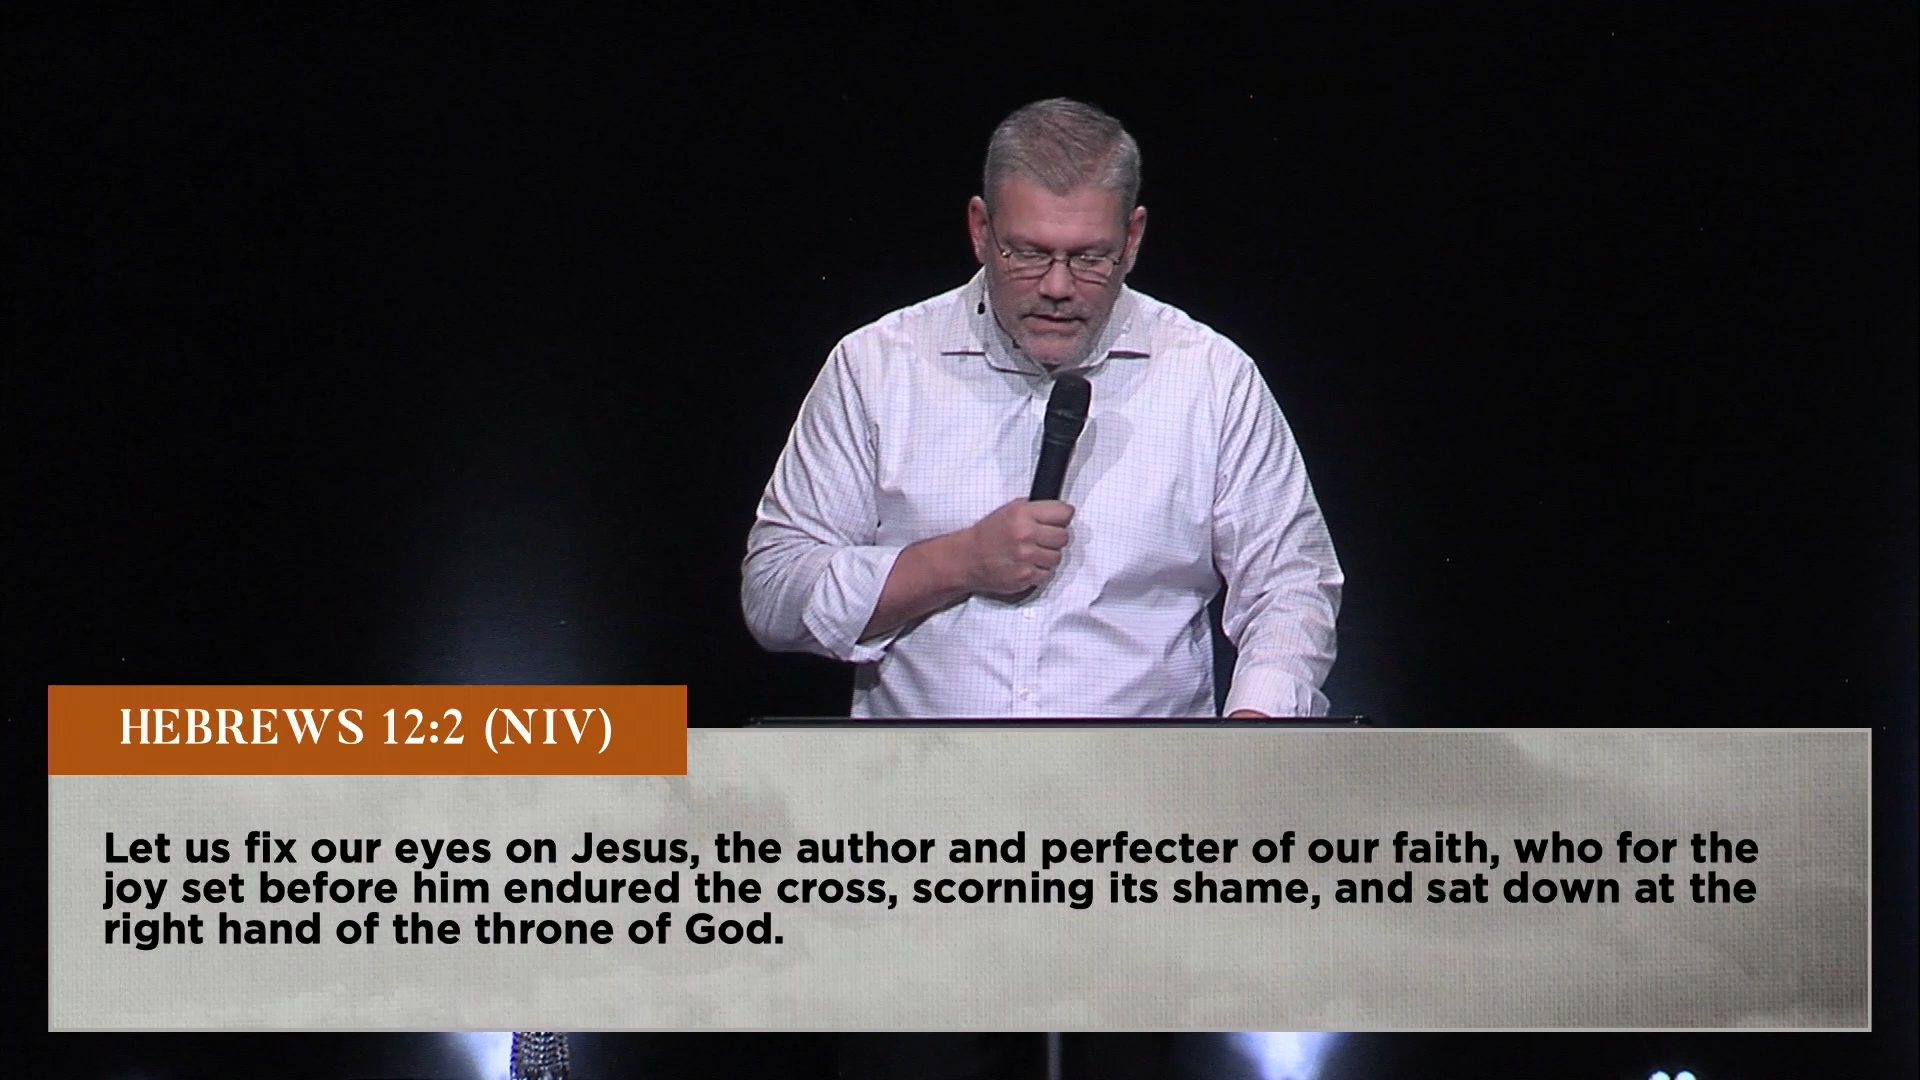 HEBREWS 12:2 (NIV)
Let us fix our eyes on Jesus, the author and perfecter of our faith, who for the
joy set before him endured the cross, scorning its shame, and sat down at the
right hand of the throne of God.